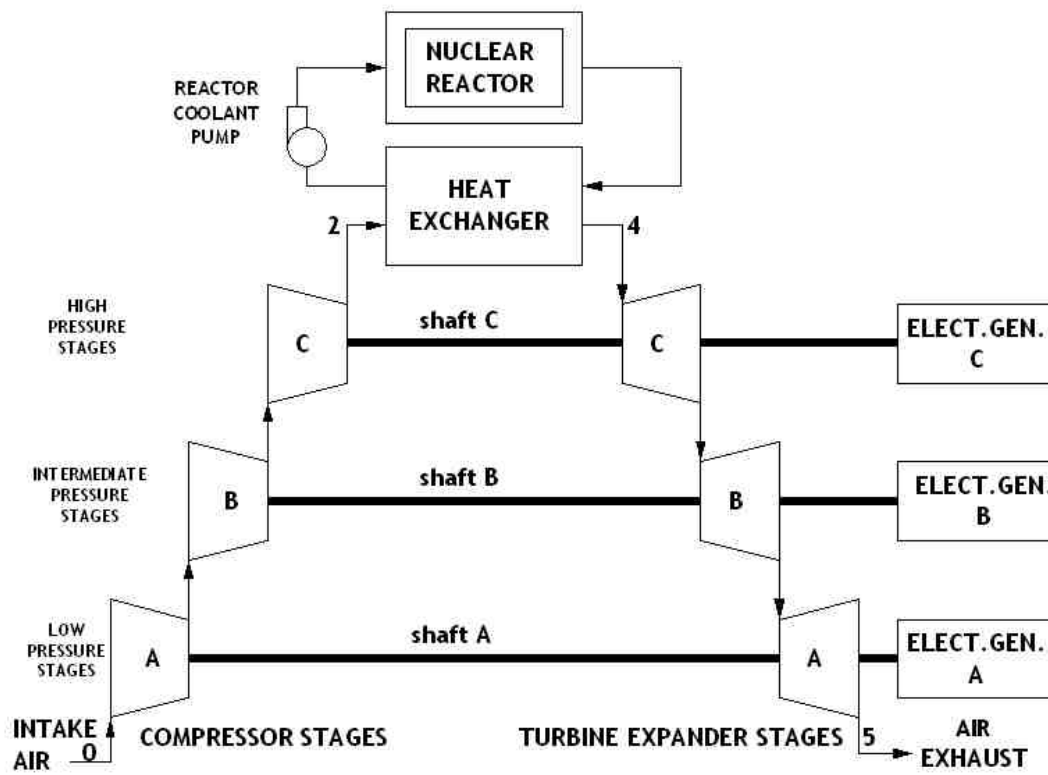 NUCLEAR
REACTOR
REACTOR
COOLANT
PUMP
HEAT
EXCHANGER
2
4
HIGH
PRESSURE
STAGES
shaft C
C
C
ELECT.GEN.
C
INTERMEDIATE
PRESSURE
STAGES
shaft B
B
B
ELECT.GEN.
B
LOW
PRESSURE
STAGES
shaft A
A
A
ELECT.GEN.
A
INTAKE
AIR
0
COMPRESSOR STAGES
TURBINE EXPANDER STAGES
5
AIR
EXHAUST